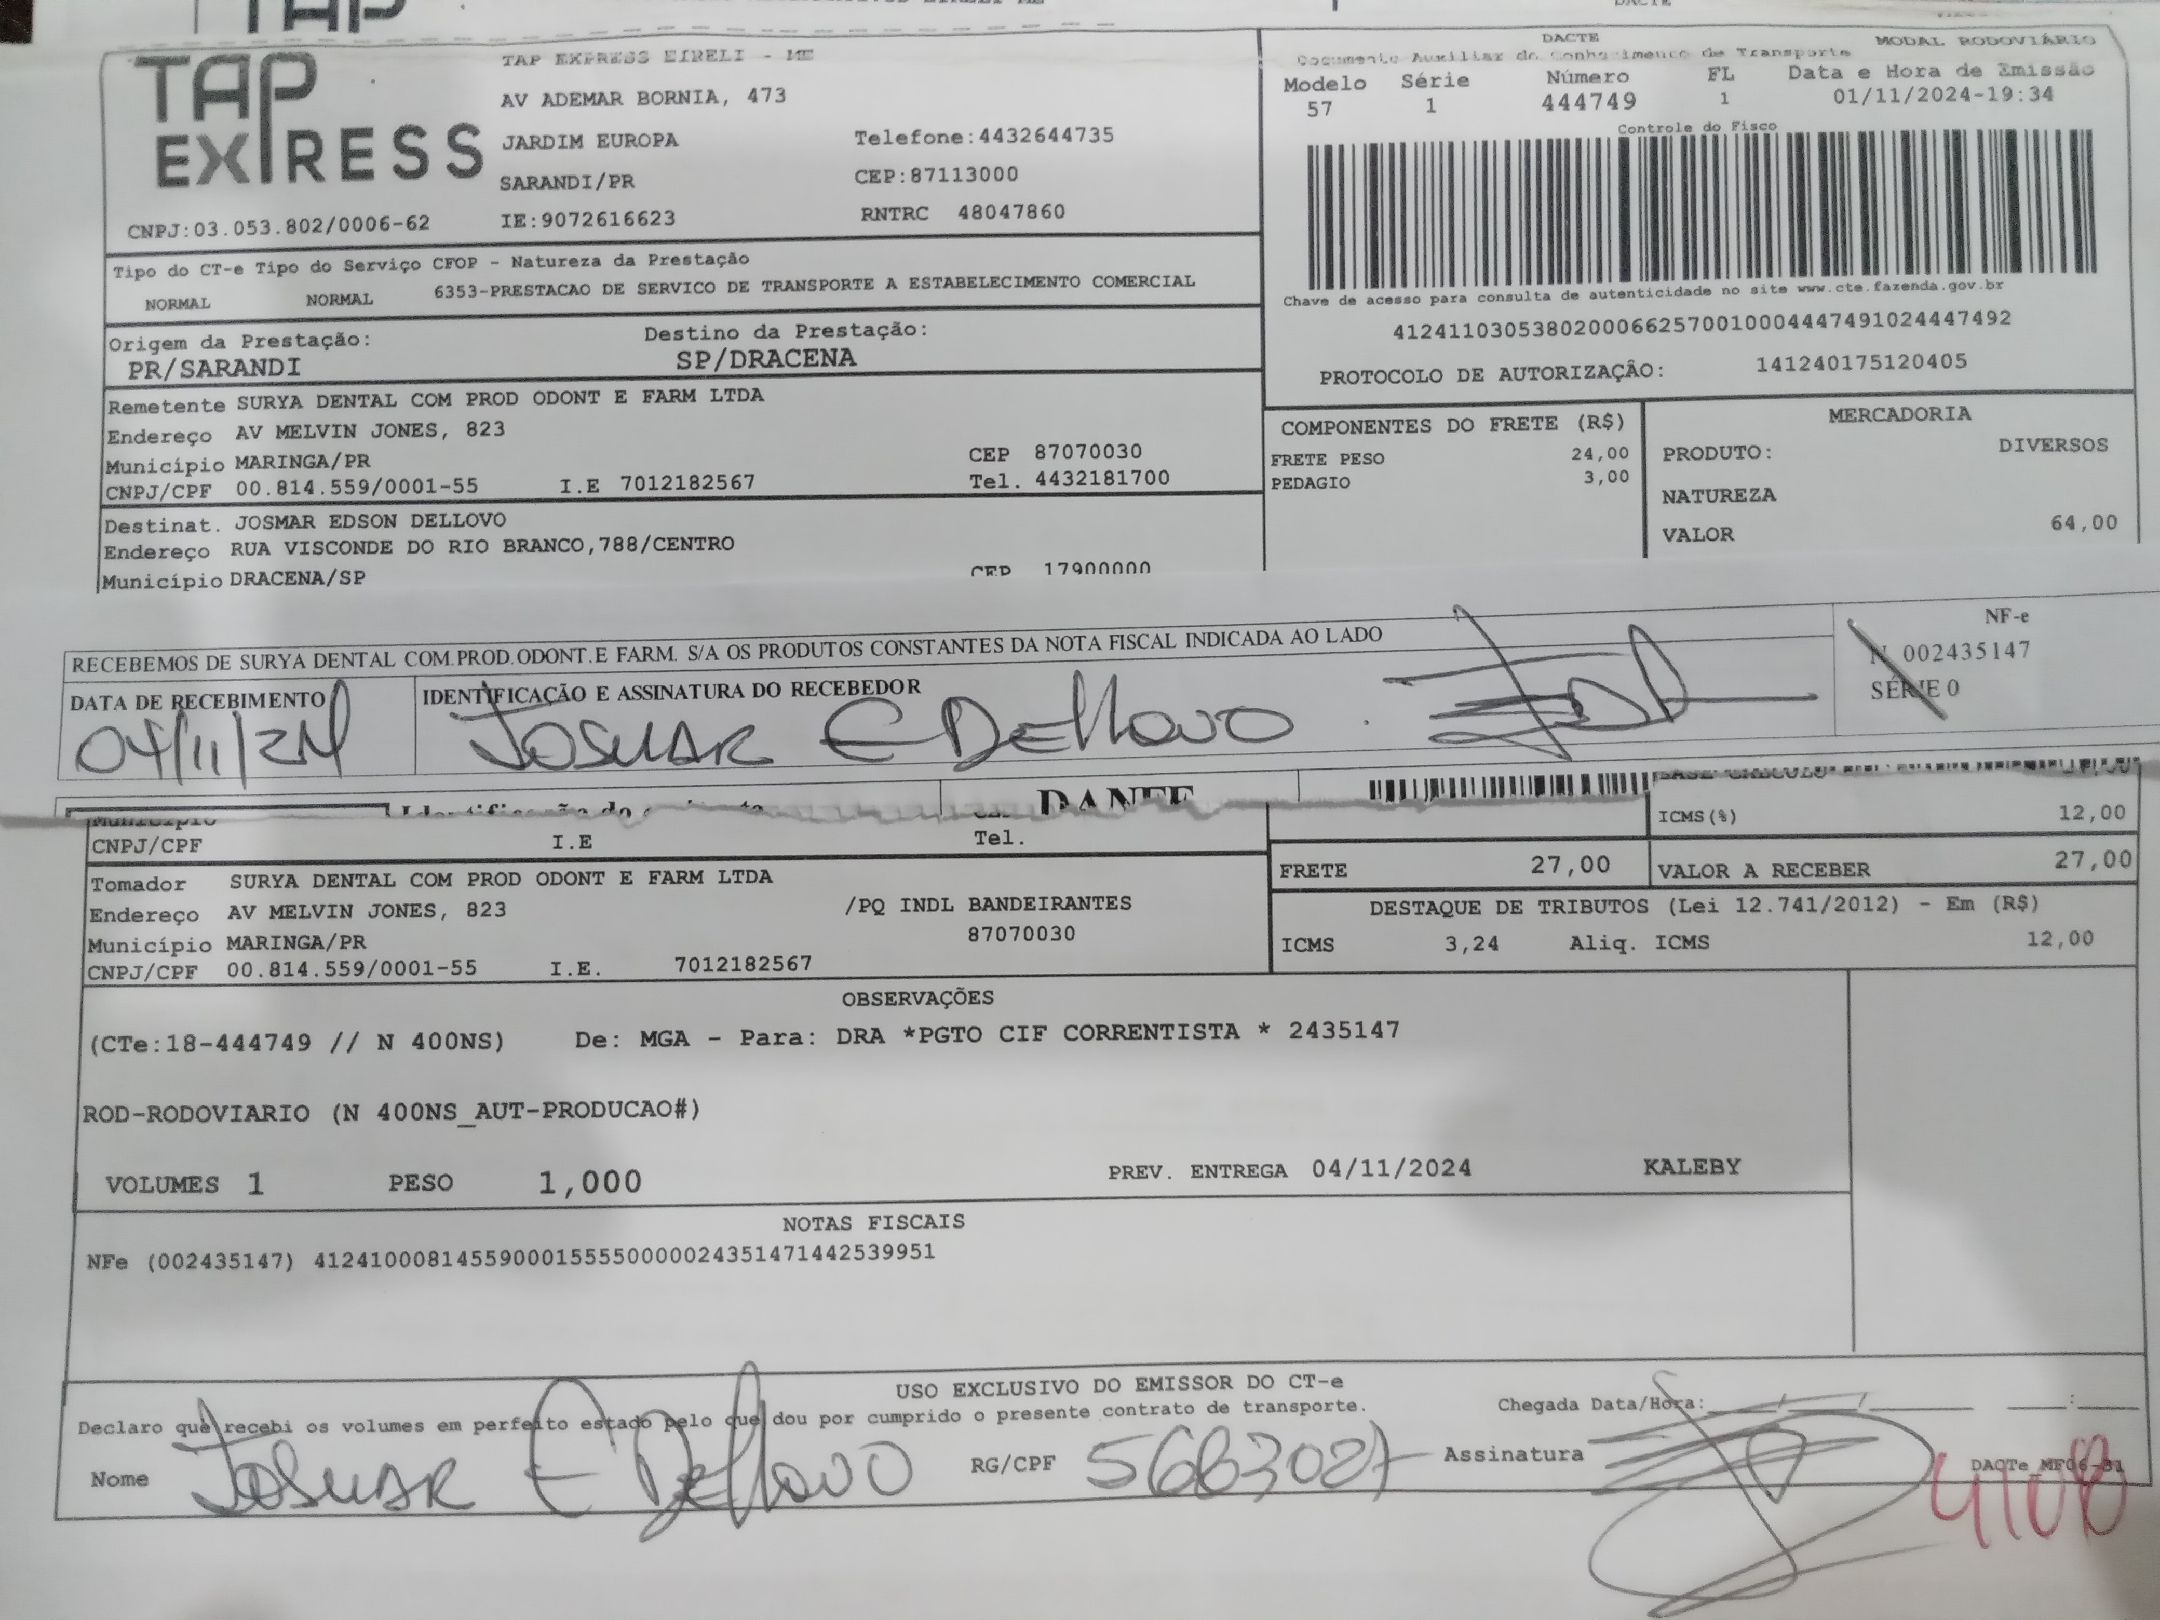 TAP EXPRESS
TAP EXPRESS EIRELI - ME
AV ADEMAR BORNIA, 473
JARDIM EUROPA Telefone:4432644735
SARANDI/PR CEP:87113000
CNPJ:03.053.802/0006-62 IE:9072616623 RNTRC 48047860
DACTE MODAL RODOVIÁRIO
Documento Auxiliar do Conhecimento de Transporte
Modelo Série Número FL Data e Hora de Emissão
57 1 444749 1 01/11/2024-19:34
Controle do Fisco
Chave de acesso para consulta de autenticidade no site www.cte.fazenda.gov.br
41241103053802000662570010004447491024447492
PROTOCOLO DE AUTORIZAÇÃO: 141240175120405
Tipo do CT-e Tipo do Serviço CFOP - Natureza da Prestação
NORMAL NORMAL 6353-PRESTACAO DE SERVICO DE TRANSPORTE A ESTABELECIMENTO COMERCIAL
Origem da Prestação: Destino da Prestação:
PR/SARANDI SP/DRACENA
Remetente SURYA DENTAL COM PROD ODONT E FARM LTDA
Endereço AV MELVIN JONES, 823
Município MARINGA/PR CEP 87070030
CNPJ/CPF 00.814.559/0001-55 I.E 7012182567 Tel. 4432181700
Destinat. JOSMAR EDSON DELLOVO
Endereço RUA VISCONDE DO RIO BRANCO,788/CENTRO
Município DRACENA/SP CEP 17900000
COMPONENTES DO FRETE (R$)
FRETE PESO 24,00
PEDAGIO 3,00
MERCADORIA
PRODUTO: DIVERSOS
NATUREZA
VALOR 64,00
RECEBEMOS DE SURYA DENTAL COM.PROD.ODONT.E FARM. S/A OS PRODUTOS CONSTANTES DA NOTA FISCAL INDICADA AO LADO
NF-e
N 002435147
SÉRIE 0
DATA DE RECEBIMENTO IDENTIFICAÇÃO E ASSINATURA DO RECEBEDOR
04/11/24 JOSMAR E DELLOVO
DANFE
Município
CNPJ/CPF I.E Tel.
ICMS(%) 12,00
FRETE 27,00 VALOR A RECEBER 27,00
Tomador SURYA DENTAL COM PROD ODONT E FARM LTDA
Endereço AV MELVIN JONES, 823 /PQ INDL BANDEIRANTES
Município MARINGA/PR 87070030
CNPJ/CPF 00.814.559/0001-55 I.E. 7012182567
DESTAQUE DE TRIBUTOS (Lei 12.741/2012) - Em (R$)
ICMS 3,24 Aliq. ICMS 12,00
OBSERVAÇÕES
(CTe:18-444749 // N 400NS) De: MGA - Para: DRA *PGTO CIF CORRENTISTA * 2435147
ROD-RODOVIARIO (N 400NS_AUT-PRODUCAO#)
VOLUMES 1 PESO 1,000 PREV. ENTREGA 04/11/2024 KALEBY
NOTAS FISCAIS
NFe (002435147) 41241000814559000155550000024351471442539951
USO EXCLUSIVO DO EMISSOR DO CT-e
Declaro que recebi os volumes em perfeito estado pelo que dou por cumprido o presente contrato de transporte.
Chegada Data/Hora:
Nome JOSMAR E DELLOVO RG/CPF Assinatura